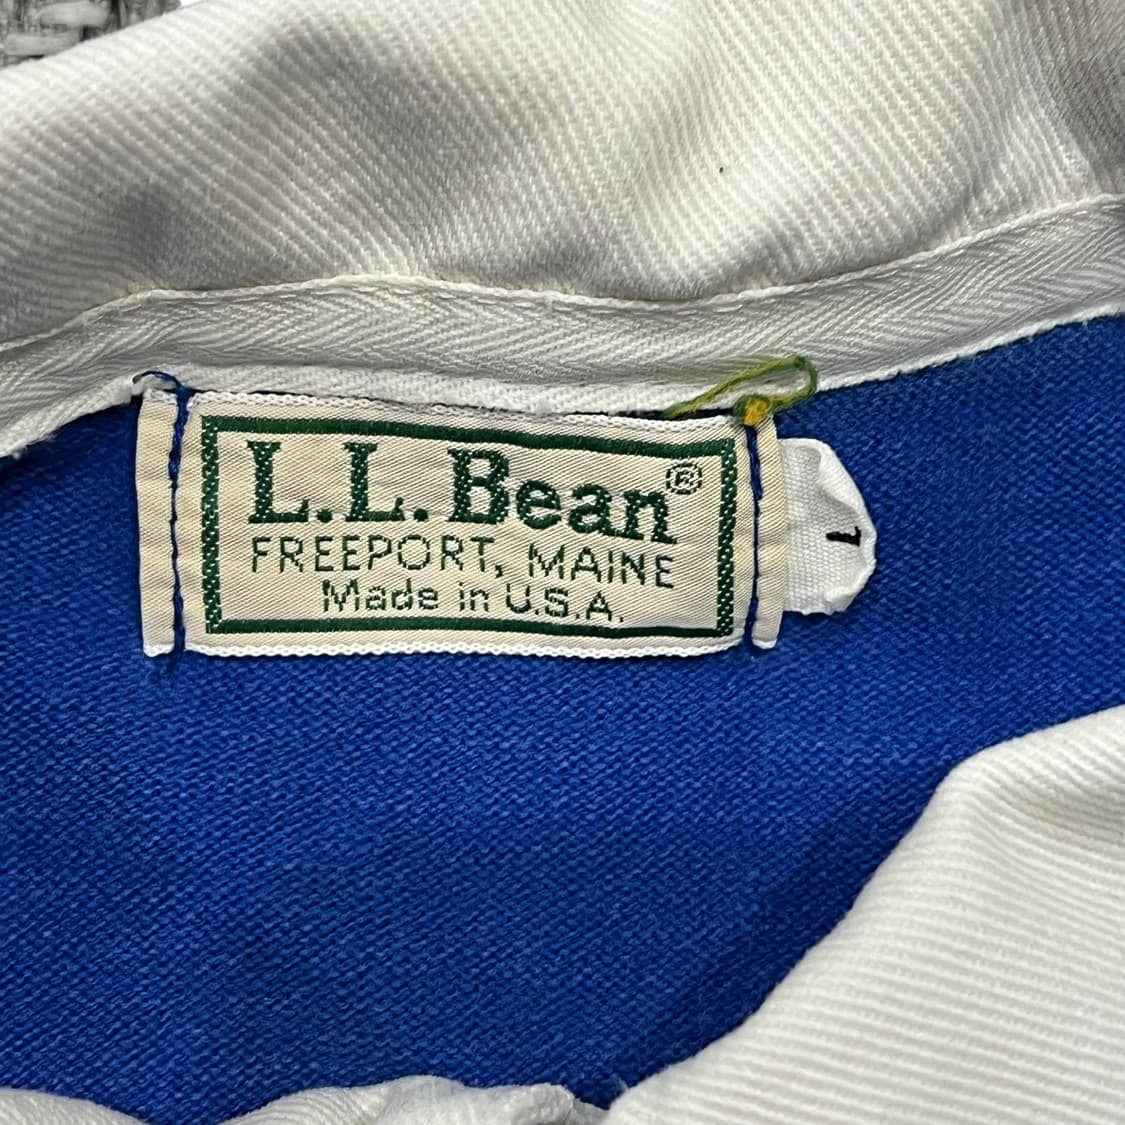 L.L.Bean®
FREEPORT, MAINE
Made in U.S.A.
L